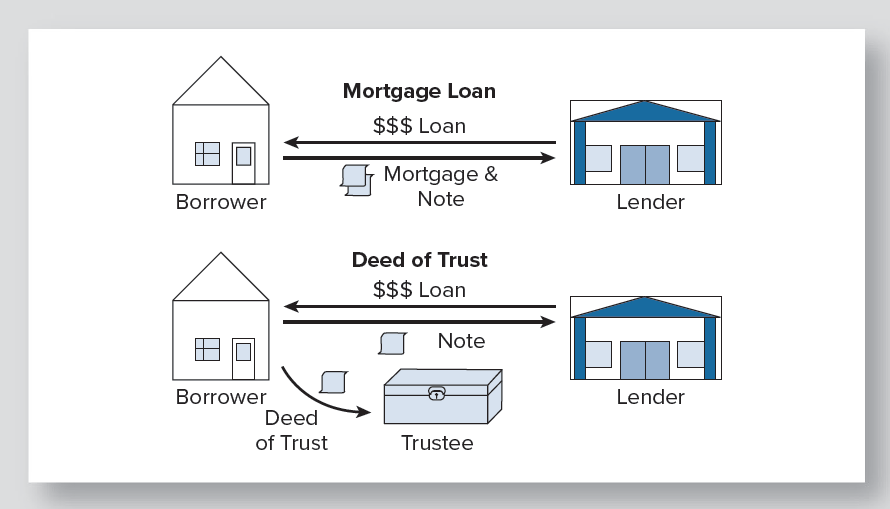 Mortgage Loan
$$$ Loan
Mortgage &
Note
Borrower
Lender
Deed of Trust
$$$ Loan
Note
Borrower
Lender
Deed
of Trust
Trustee